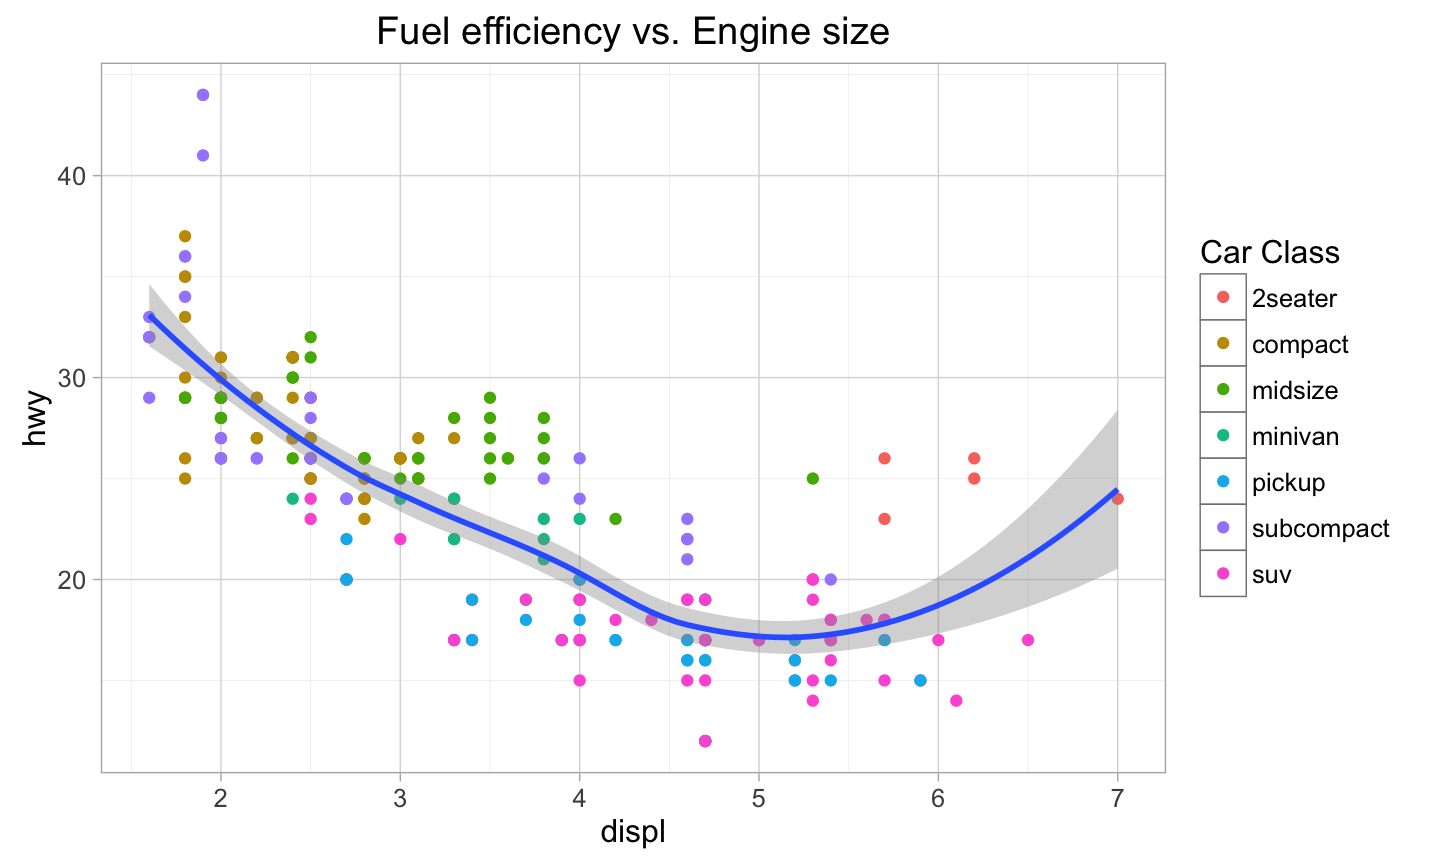 Fuel efficiency vs. Engine size
hwy
40
30
20
2 3 4 5 6 7
displ
Car Class
2seater
compact
midsize
minivan
pickup
subcompact
suv